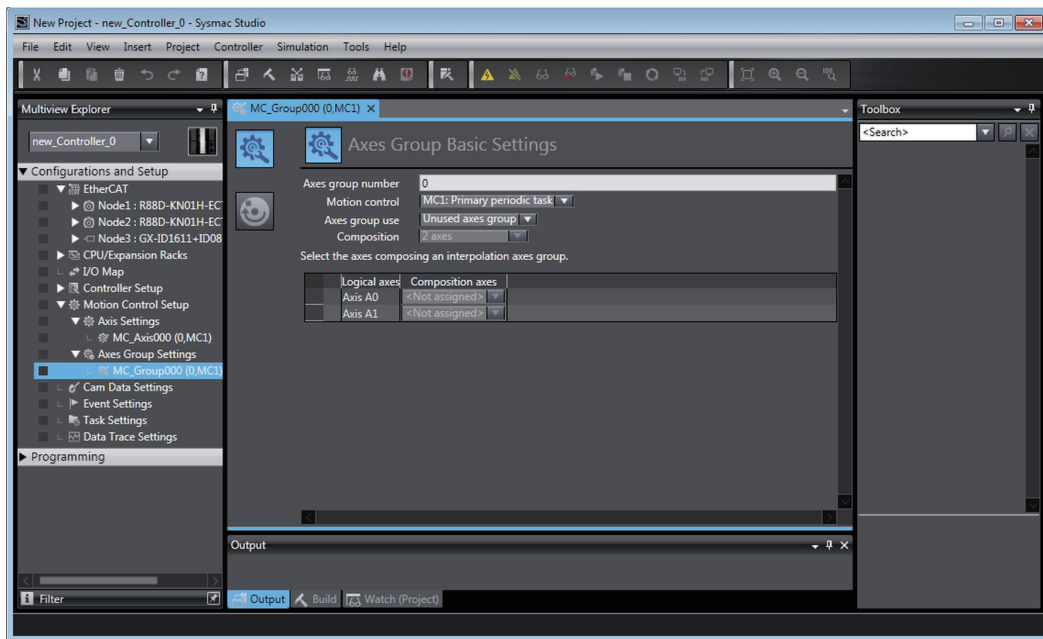 New Project - new_Controller_0 - Sysmac Studio
File Edit View Insert Project Controller Simulation Tools Help
Multiview Explorer
new_Controller_0
Configurations and Setup
EtherCAT
Node1 : R88D-KN01H-EC
Node2 : R88D-KN01H-EC
Node3 : GX-ID1611+ID08
CPU/Expansion Racks
I/O Map
Controller Setup
Motion Control Setup
Axis Settings
MC_Axis000 (0,MC1)
Axes Group Settings
MC_Group000 (0,MC1)
Cam Data Settings
Event Settings
Task Settings
Data Trace Settings
Programming
Filter
MC_Group000 (0,MC1)
Axes Group Basic Settings
Axes group number 0
Motion control MC1: Primary periodic task
Axes group use Unused axes group
Composition 2 axes
Select the axes composing an interpolation axes group.
Logical axes Composition axes
Axis A0 <Not assigned>
Axis A1 <Not assigned>
Output
Output Build Watch (Project)
Toolbox
<Search>